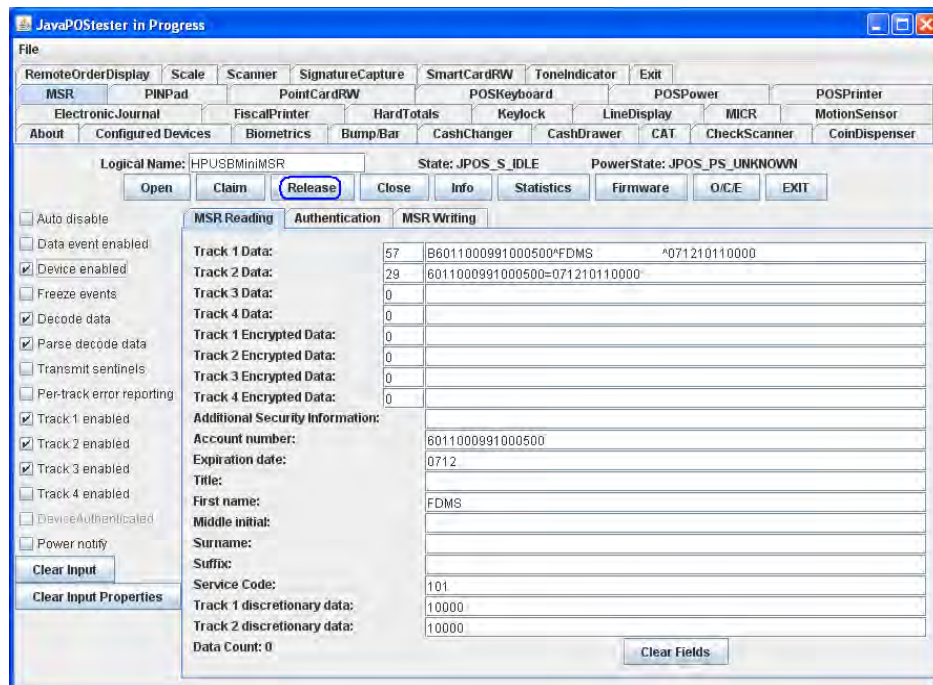 JavaPOStester in Progress
File
RemoteOrderDisplay Scale Scanner SignatureCapture SmartCardRW ToneIndicator Exit
MSR PINPad PointCardRW POSKeyboard POSPower POSPrinter
ElectronicJournal FiscalPrinter HardTotals Keylock LineDisplay MICR MotionSensor
About Configured Devices Biometrics Bump/Bar CashChanger CashDrawer CAT CheckScanner CoinDispenser
Logical Name: HPUSBMiniMSR State: JPOS_S_IDLE PowerState: JPOS_PS_UNKNOWN
Open Claim Release Close Info Statistics Firmware O/C/E EXIT
Auto disable
Data event enabled
Device enabled
Freeze events
Decode data
Parse decode data
Transmit sentinels
Per-track error reporting
Track 1 enabled
Track 2 enabled
Track 3 enabled
Track 4 enabled
DeviceAuthenticated
Power notify
Clear Input
Clear Input Properties
MSR Reading Authentication MSR Writing
Track 1 Data: 57 B6011000991000500^FDMS ^071210110000
Track 2 Data: 29 6011000991000500=071210110000
Track 3 Data: 0
Track 4 Data: 0
Track 1 Encrypted Data: 0
Track 2 Encrypted Data: 0
Track 3 Encrypted Data: 0
Track 4 Encrypted Data: 0
Additional Security Information:
Account number: 6011000991000500
Expiration date: 0712
Title:
First name: FDMS
Middle initial:
Surname:
Suffix:
Service Code: 101
Track 1 discretionary data: 10000
Track 2 discretionary data: 10000
Data Count: 0 Clear Fields